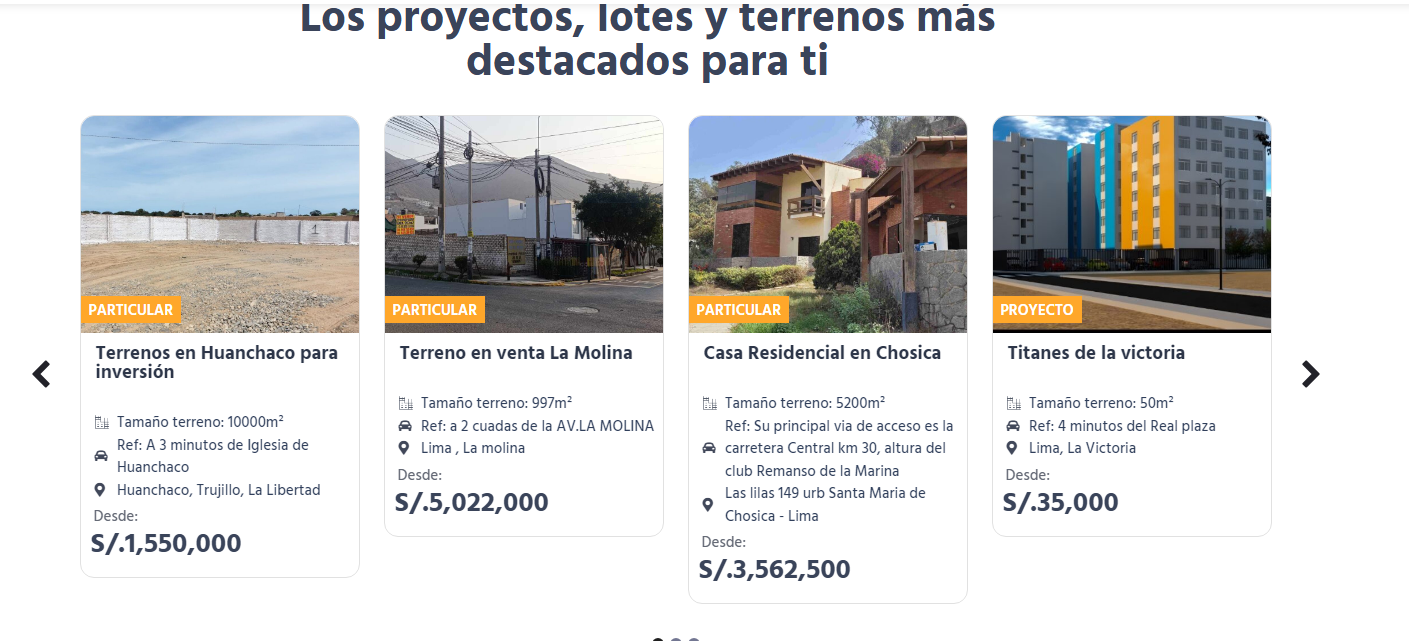 Los proyectos, lotes y terrenos más
destacados para ti
PARTICULAR
Terrenos en Huanchaco para
inversión
Tamaño terreno: 10000m²
Ref: A 3 minutos de Iglesia de
Huanchaco
Huanchaco, Trujillo, La Libertad
Desde:
S/.1,550,000
PARTICULAR
Terreno en venta La Molina
Tamaño terreno: 997m²
Ref: a 2 cuadas de la AV.LA MOLINA
Lima , La molina
Desde:
S/.5,022,000
PARTICULAR
Casa Residencial en Chosica
Tamaño terreno: 5200m²
Ref: Su principal via de acceso es la
carretera Central km 30, altura del
club Remanso de la Marina
Las lilas 149 urb Santa Maria de
Chosica - Lima
Desde:
S/.3,562,500
PROYECTO
Titanes de la victoria
Tamaño terreno: 50m²
Ref: 4 minutos del Real plaza
Lima, La Victoria
Desde:
S/.35,000